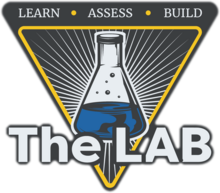 LEARN • ASSESS • BUILD
The LAB